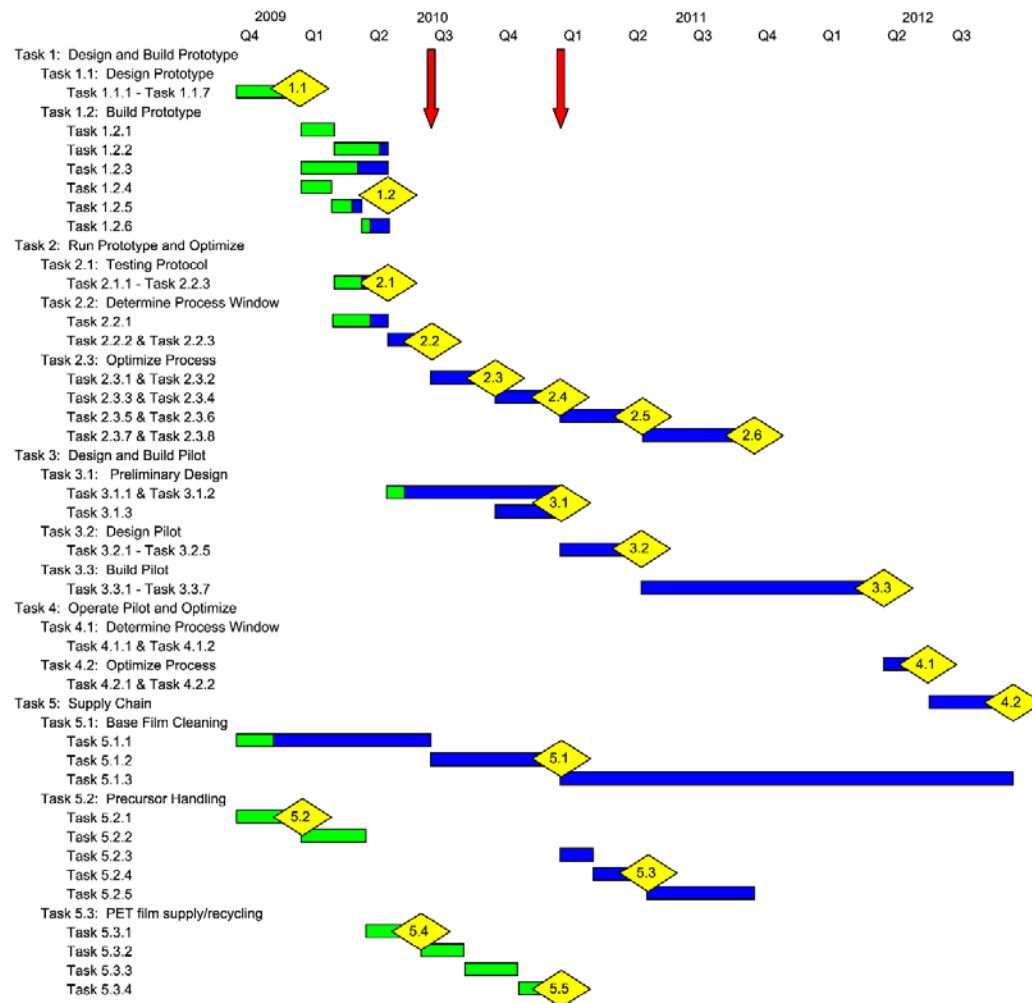 2009 2010 2011 2012
Q4 Q1 Q2 Q3 Q4 Q1 Q2 Q3 Q4 Q1 Q2 Q3
Task 1: Design and Build Prototype
Task 1.1: Design Prototype
Task 1.1.1 - Task 1.1.7 1.1
Task 1.2: Build Prototype
Task 1.2.1
Task 1.2.2
Task 1.2.3
Task 1.2.4
1.2
Task 1.2.5
Task 1.2.6
Task 2: Run Prototype and Optimize
Task 2.1: Testing Protocol
Task 2.1.1 - Task 2.2.3 2.1
Task 2.2: Determine Process Window
Task 2.2.1
Task 2.2.2 & Task 2.2.3 2.2
Task 2.3: Optimize Process
Task 2.3.1 & Task 2.3.2 2.3
Task 2.3.3 & Task 2.3.4 2.4
Task 2.3.5 & Task 2.3.6 2.5
Task 2.3.7 & Task 2.3.8 2.6
Task 3: Design and Build Pilot
Task 3.1: Preliminary Design
Task 3.1.1 & Task 3.1.2
3.1
Task 3.1.3
Task 3.2: Design Pilot
Task 3.2.1 - Task 3.2.5 3.2
Task 3.3: Build Pilot
Task 3.3.1 - Task 3.3.7 3.3
Task 4: Operate Pilot and Optimize
Task 4.1: Determine Process Window
Task 4.1.1 & Task 4.1.2
Task 4.2: Optimize Process 4.1
Task 4.2.1 & Task 4.2.2
Task 5: Supply Chain 4.2
Task 5.1: Base Film Cleaning
Task 5.1.1
Task 5.1.2 5.1
Task 5.1.3
Task 5.2: Precursor Handling
Task 5.2.1 5.2
Task 5.2.2
Task 5.2.3
Task 5.2.4 5.3
Task 5.2.5
Task 5.3: PET film supply/recycling
Task 5.3.1 5.4
Task 5.3.2
Task 5.3.3
Task 5.3.4 5.5